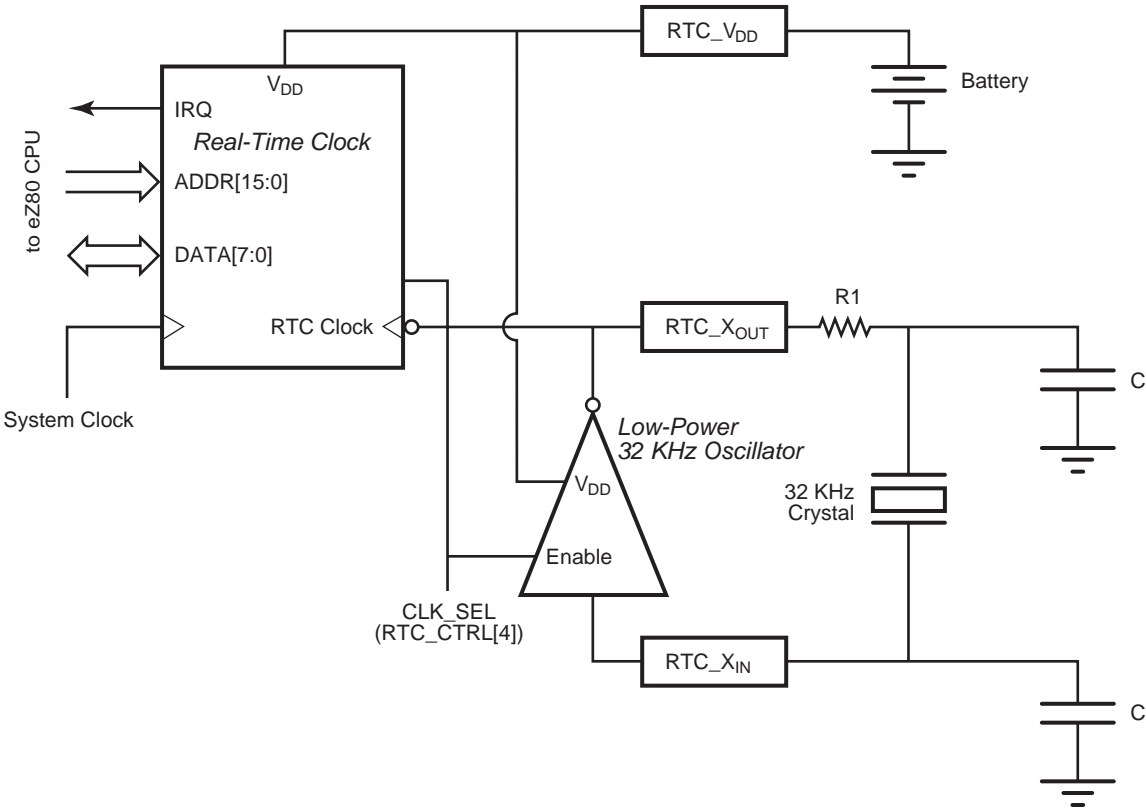 RTC_VDD
VDD
Battery
IRQ
Real-Time Clock
to eZ80 CPU
ADDR[15:0]
DATA[7:0]
R1
RTC Clock
RTC_XOUT
C
System Clock
Low-Power
32 KHz Oscillator
VDD
32 KHz
Crystal
Enable
CLK_SEL
(RTC_CTRL[4])
RTC_XIN
C